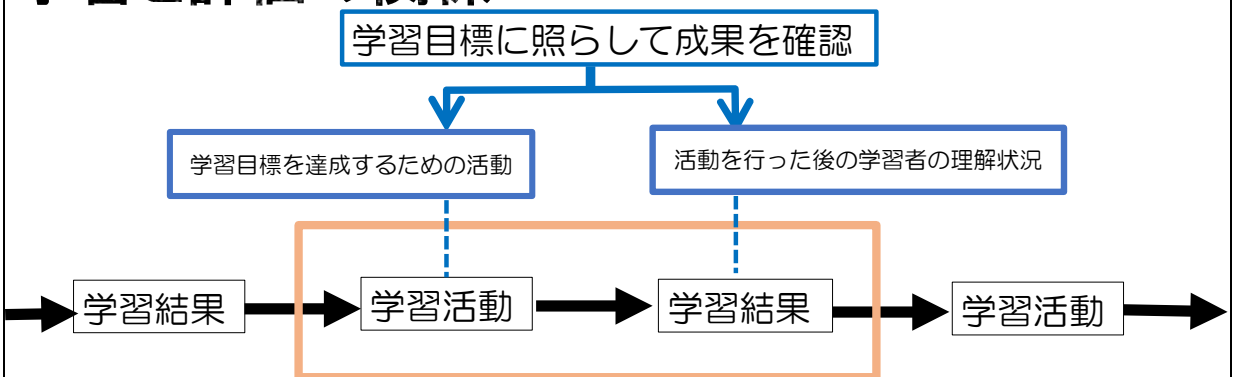 学習目標に照らして成果を確認
学習目標を達成するための活動
活動を行った後の学習者の理解状況
学習結果
学習活動
学習結果
学習活動